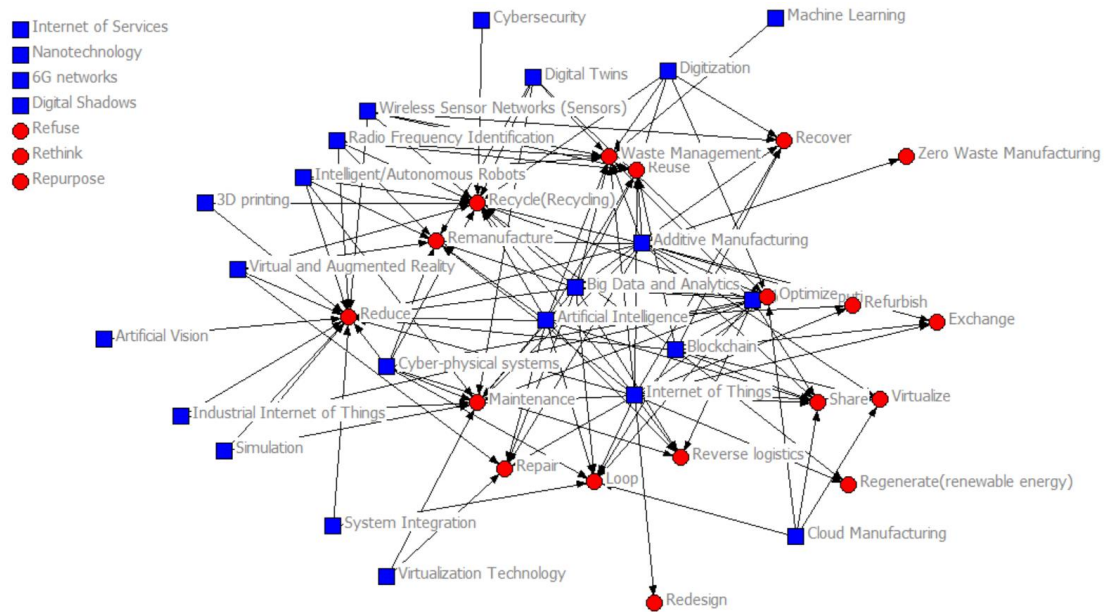 Internet of Services
Nanotechnology
6G networks
Digital Shadows
Refuse
Rethink
Repurpose
Cybersecurity
Machine Learning
Digital Twins
Digitization
Wireless Sensor Networks (Sensors)
Radio Frequency Identification
Recover
Waste Management
Zero Waste Manufacturing
Reuse
Intelligent/Autonomous Robots
3D printing
Recycle(Recycling)
Remanufacture
Additive Manufacturing
Virtual and Augmented Reality
Big Data and Analytics
Optimize
Refurbish
Reduce
Artificial Intelligence
Exchange
Artificial Vision
Blockchain
Cyber-physical systems
Internet of Things
Maintenance
Share
Virtualize
Industrial Internet of Things
Simulation
Reverse logistics
Repair
Loop
Regenerate(renewable energy)
System Integration
Cloud Manufacturing
Virtualization Technology
Redesign